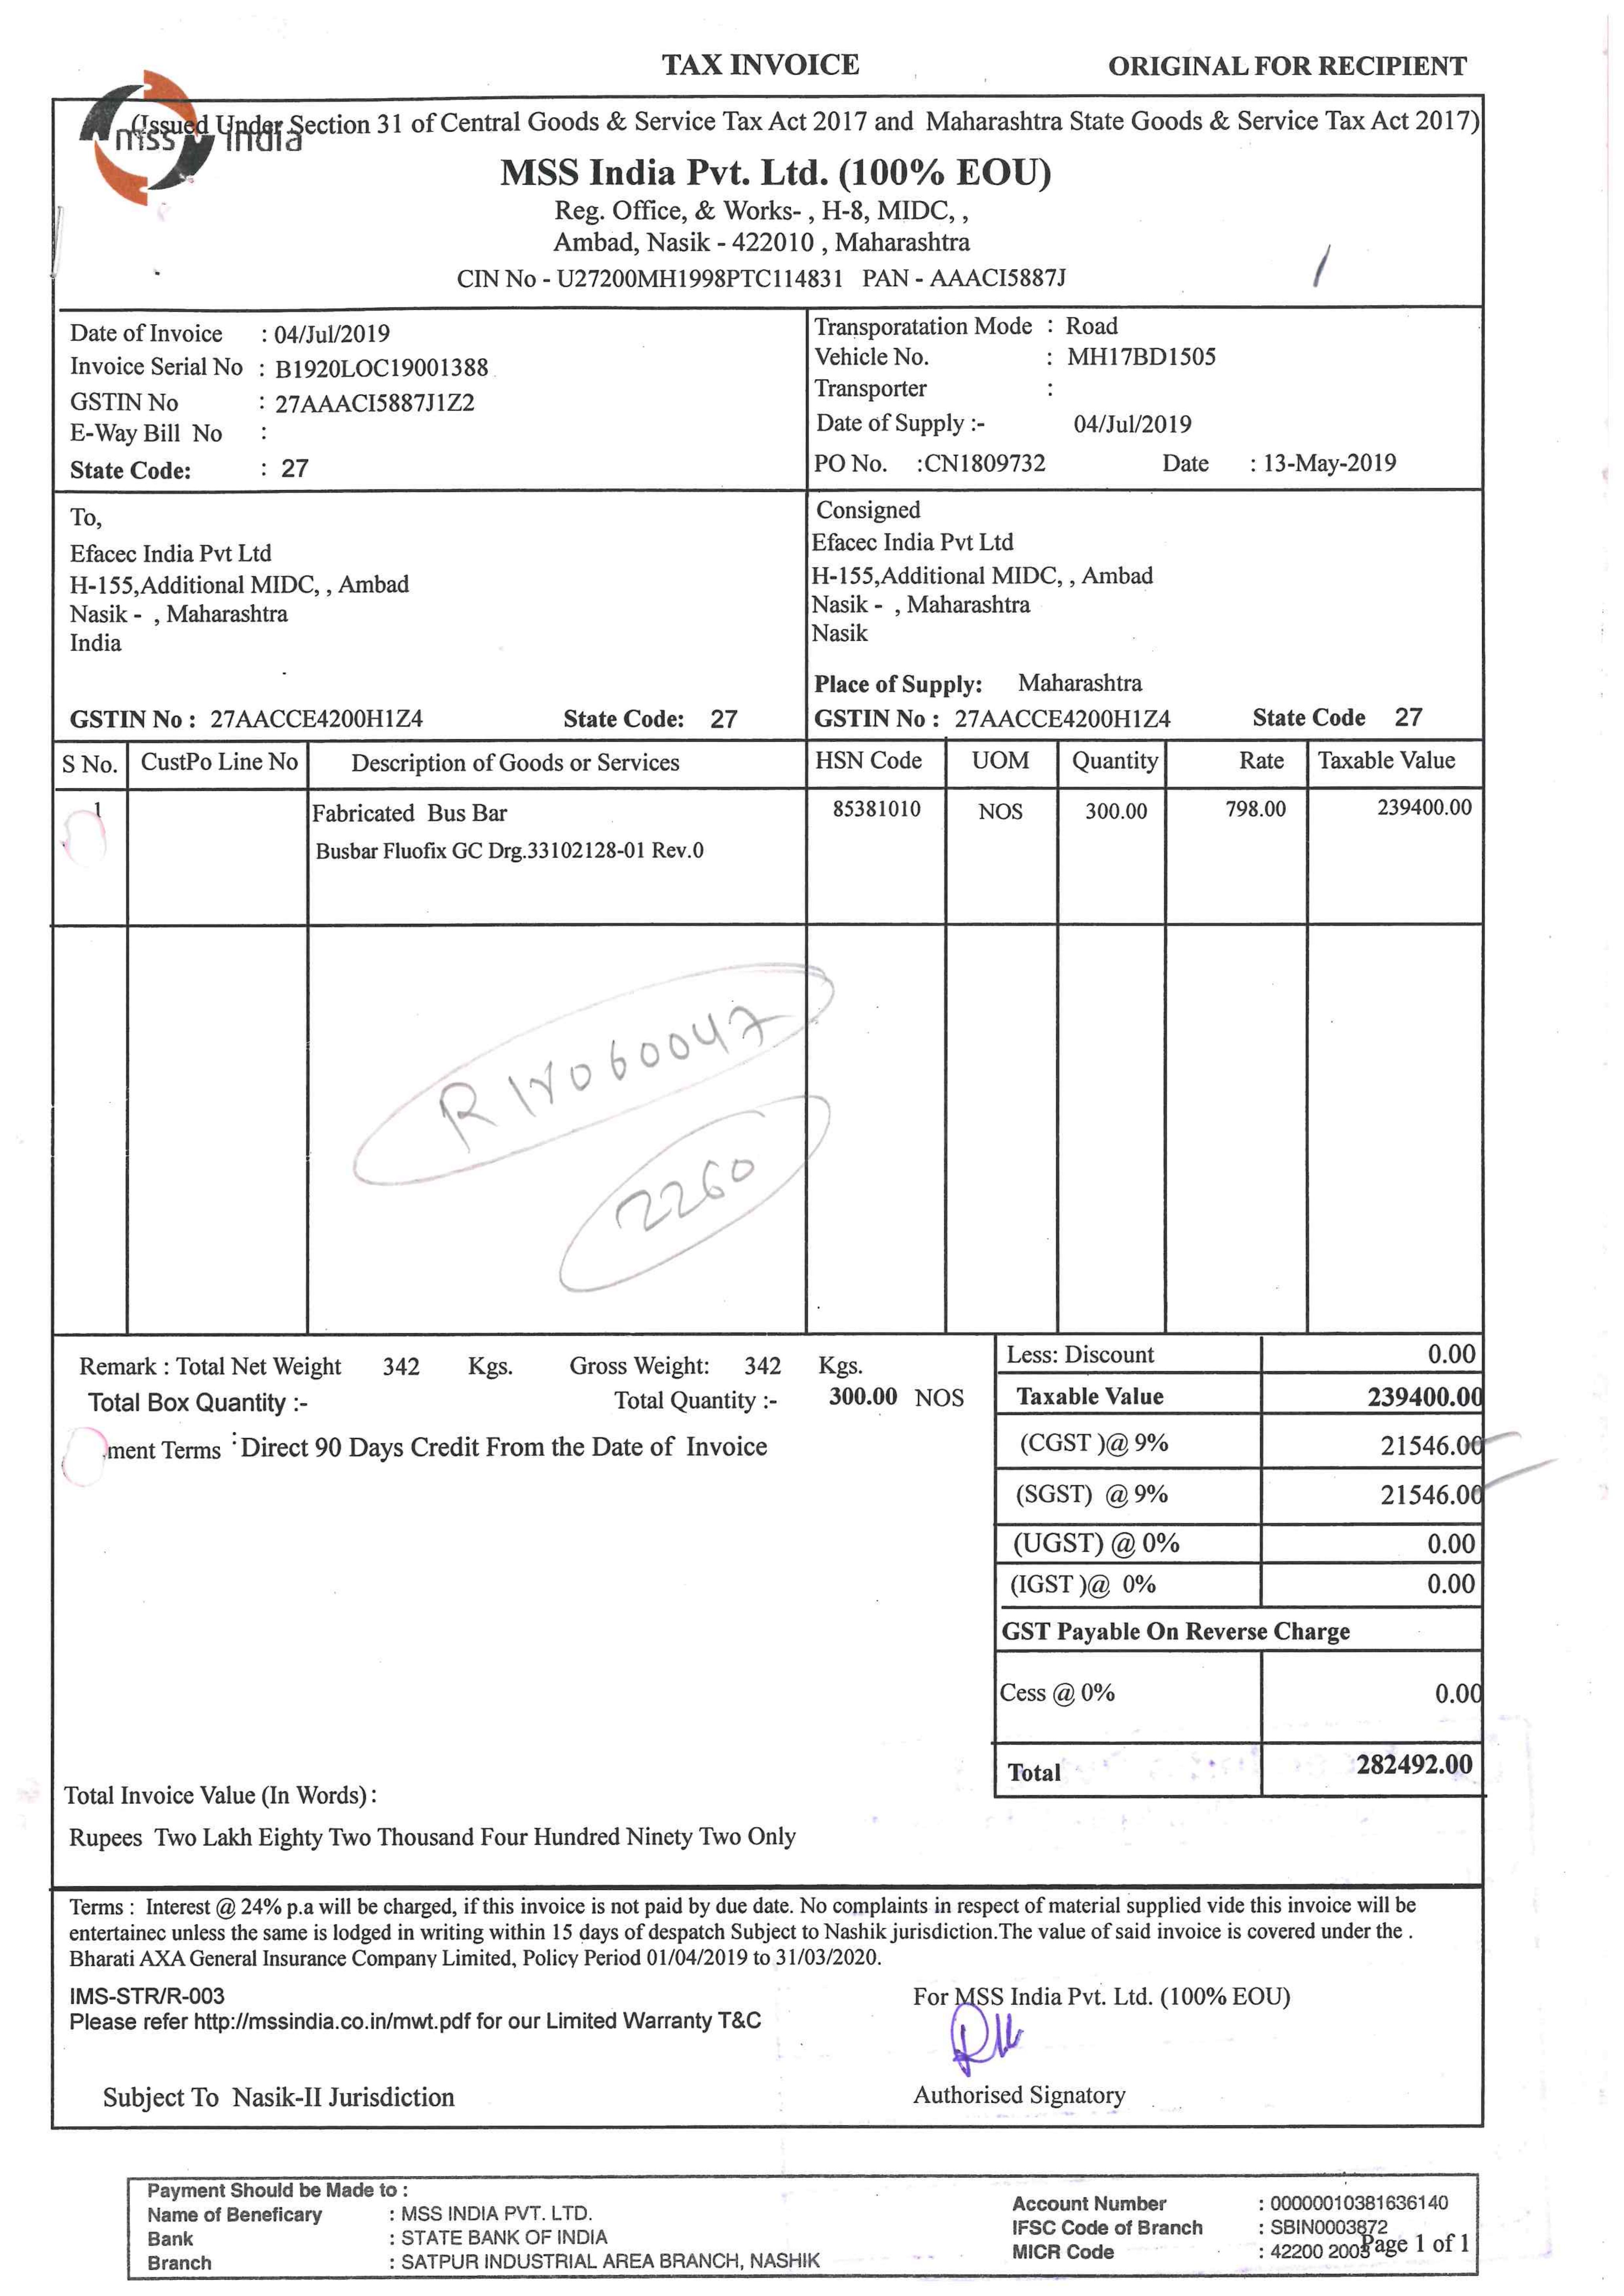 TAX INVOICE ORIGINAL FOR RECIPIENT
mss india
(Issued Under Section 31 of Central Goods & Service Tax Act 2017 and Maharashtra State Goods & Service Tax Act 2017)
MSS India Pvt. Ltd. (100% EOU)
Reg. Office, & Works- , H-8, MIDC, ,
Ambad, Nasik - 422010 , Maharashtra
CIN No - U27200MH1998PTC114831 PAN - AAACI5887J
Date of Invoice : 04/Jul/2019
Invoice Serial No : B1920LOC19001388
GSTIN No : 27AAACI5887J1Z2
E-Way Bill No :
State Code: : 27
Transporatation Mode : Road
Vehicle No. : MH17BD1505
Transporter :
Date of Supply :- 04/Jul/2019
PO No. :CN1809732 Date : 13-May-2019
To,
Efacec India Pvt Ltd
H-155,Additional MIDC, , Ambad
Nasik - , Maharashtra
India
GSTIN No : 27AACCE4200H1Z4 State Code: 27
Consigned
Efacec India Pvt Ltd
H-155,Additional MIDC, , Ambad
Nasik - , Maharashtra
Nasik
Place of Supply: Maharashtra
GSTIN No : 27AACCE4200H1Z4 State Code 27
S No. CustPo Line No Description of Goods or Services HSN Code UOM Quantity Rate Taxable Value
1 Fabricated Bus Bar 85381010 NOS 300.00 798.00 239400.00
Busbar Fluofix GC Drg.33102128-01 Rev.0
2260
Remark : Total Net Weight 342 Kgs. Gross Weight: 342 Kgs.
Total Box Quantity :- Total Quantity :- 300.00 NOS
ment Terms : Direct 90 Days Credit From the Date of Invoice
Less: Discount 0.00
Taxable Value 239400.00
(CGST )@ 9% 21546.00
(SGST) @ 9% 21546.00
(UGST) @ 0% 0.00
(IGST )@ 0% 0.00
GST Payable On Reverse Charge
Cess @ 0% 0.00
Total 282492.00
Total Invoice Value (In Words) :
Rupees Two Lakh Eighty Two Thousand Four Hundred Ninety Two Only
Terms : Interest @ 24% p.a will be charged, if this invoice is not paid by due date. No complaints in respect of material supplied vide this invoice will be
entertainec unless the same is lodged in writing within 15 days of despatch Subject to Nashik jurisdiction.The value of said invoice is covered under the .
Bharati AXA General Insurance Company Limited, Policy Period 01/04/2019 to 31/03/2020.
IMS-STR/R-003
Please refer http://mssindia.co.in/mwt.pdf for our Limited Warranty T&C
For MSS India Pvt. Ltd. (100% EOU)
Subject To Nasik-II Jurisdiction
Authorised Signatory
Payment Should be Made to :
Name of Beneficary : MSS INDIA PVT. LTD.
Bank : STATE BANK OF INDIA
Branch : SATPUR INDUSTRIAL AREA BRANCH, NASHIK
Account Number : 00000010381636140
IFSC Code of Branch : SBIN0003872
MICR Code : 42200 2003
Page 1 of 1